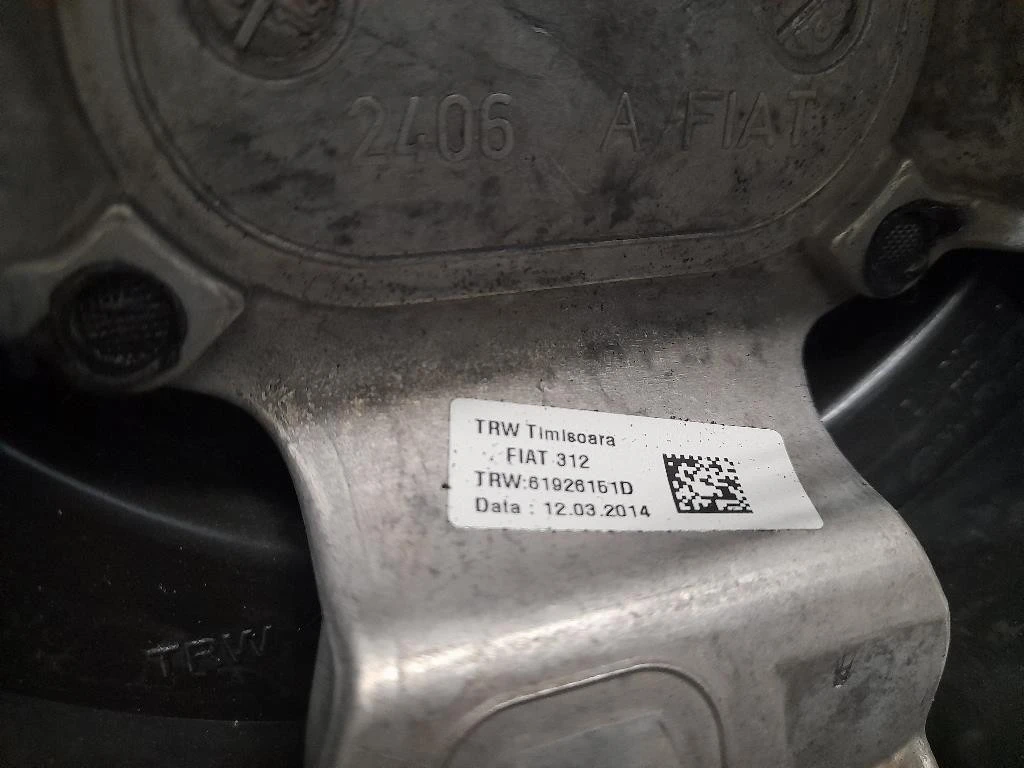 2406 A FIAT
TRW Timisoara
FIAT 312
TRW:61926151D
Data : 12.03.2014
TRW